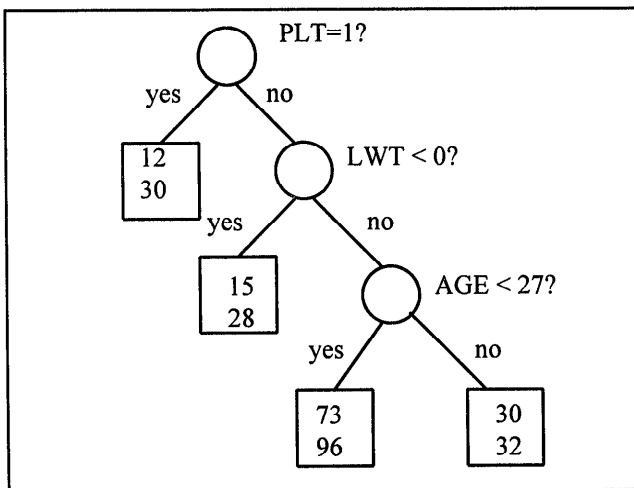 PLT=1?
yes
no
12
30
LWT < 0?
yes
no
15
28
AGE < 27?
yes
no
73
96
30
32